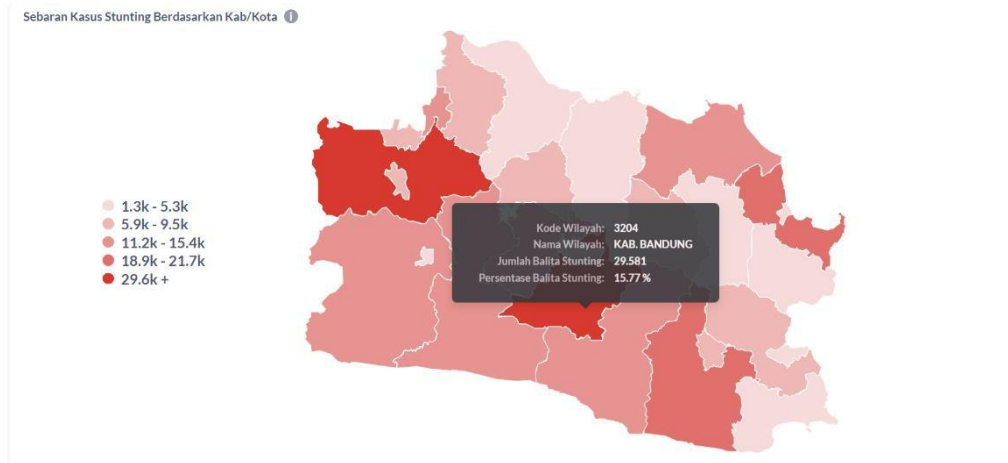 Sebaran Kasus Stunting Berdasarkan Kab/Kota i
1.3k - 5.3k
5.9k - 9.5k
11.2k - 15.4k
18.9k - 21.7k
29.6k +
Kode Wilayah: 3204
Nama Wilayah: KAB. BANDUNG
Jumlah Balita Stunting: 29.581
Persentase Balita Stunting: 15.77 %